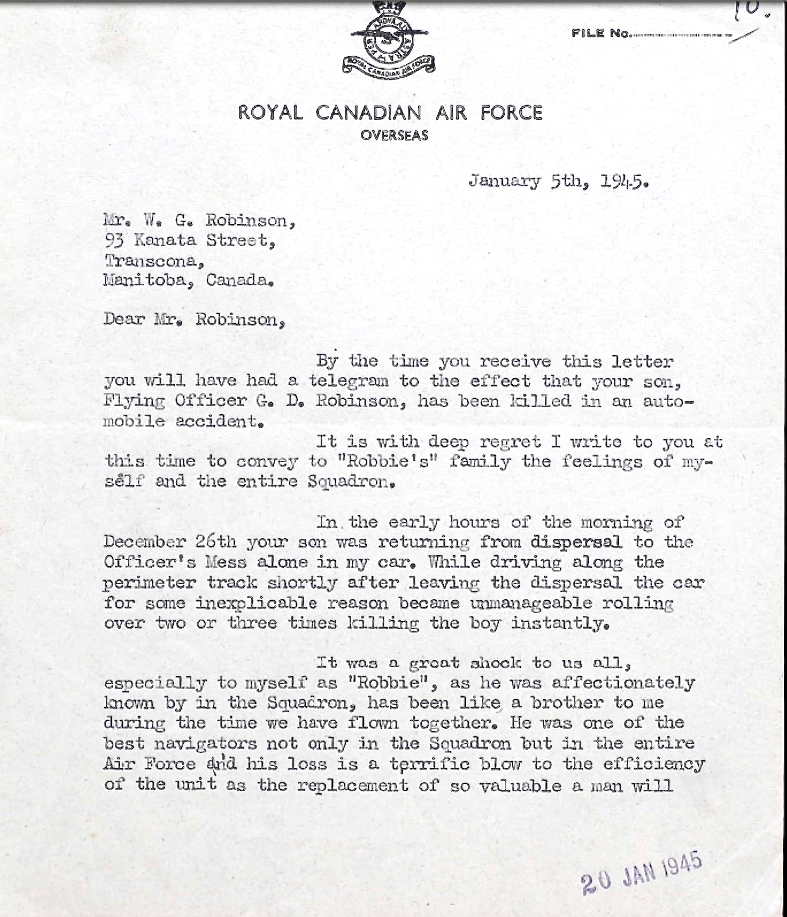 10.
FILE No.
PER ARDVA AD ASTRA
ROYAL CANADIAN AIR FORCE
ROYAL CANADIAN AIR FORCE
OVERSEAS
January 5th, 1945.
Mr. W. G. Robinson,
93 Kanata Street,
Transcona,
Manitoba, Canada.
Dear Mr. Robinson,
By the time you receive this letter
you will have had a telegram to the effect that your son,
Flying Officer G. D. Robinson, has been killed in an auto-
mobile accident.
It is with deep regret I write to you at
this time to convey to "Robbie's" family the feelings of my-
self and the entire Squadron.
In the early hours of the morning of
December 26th your son was returning from dispersal to the
Officer's Mess alone in my car. While driving along the
perimeter track shortly after leaving the dispersal the car
for some inexplicable reason became unmanageable rolling
over two or three times killing the boy instantly.
It was a great shock to us all,
especially to myself as "Robbie", as he was affectionately
known by in the Squadron, has been like a brother to me
during the time we have flown together. He was one of the
best navigators not only in the Squadron but in the entire
Air Force and his loss is a terrific blow to the efficiency
of the unit as the replacement of so valuable a man will
20 JAN 1945